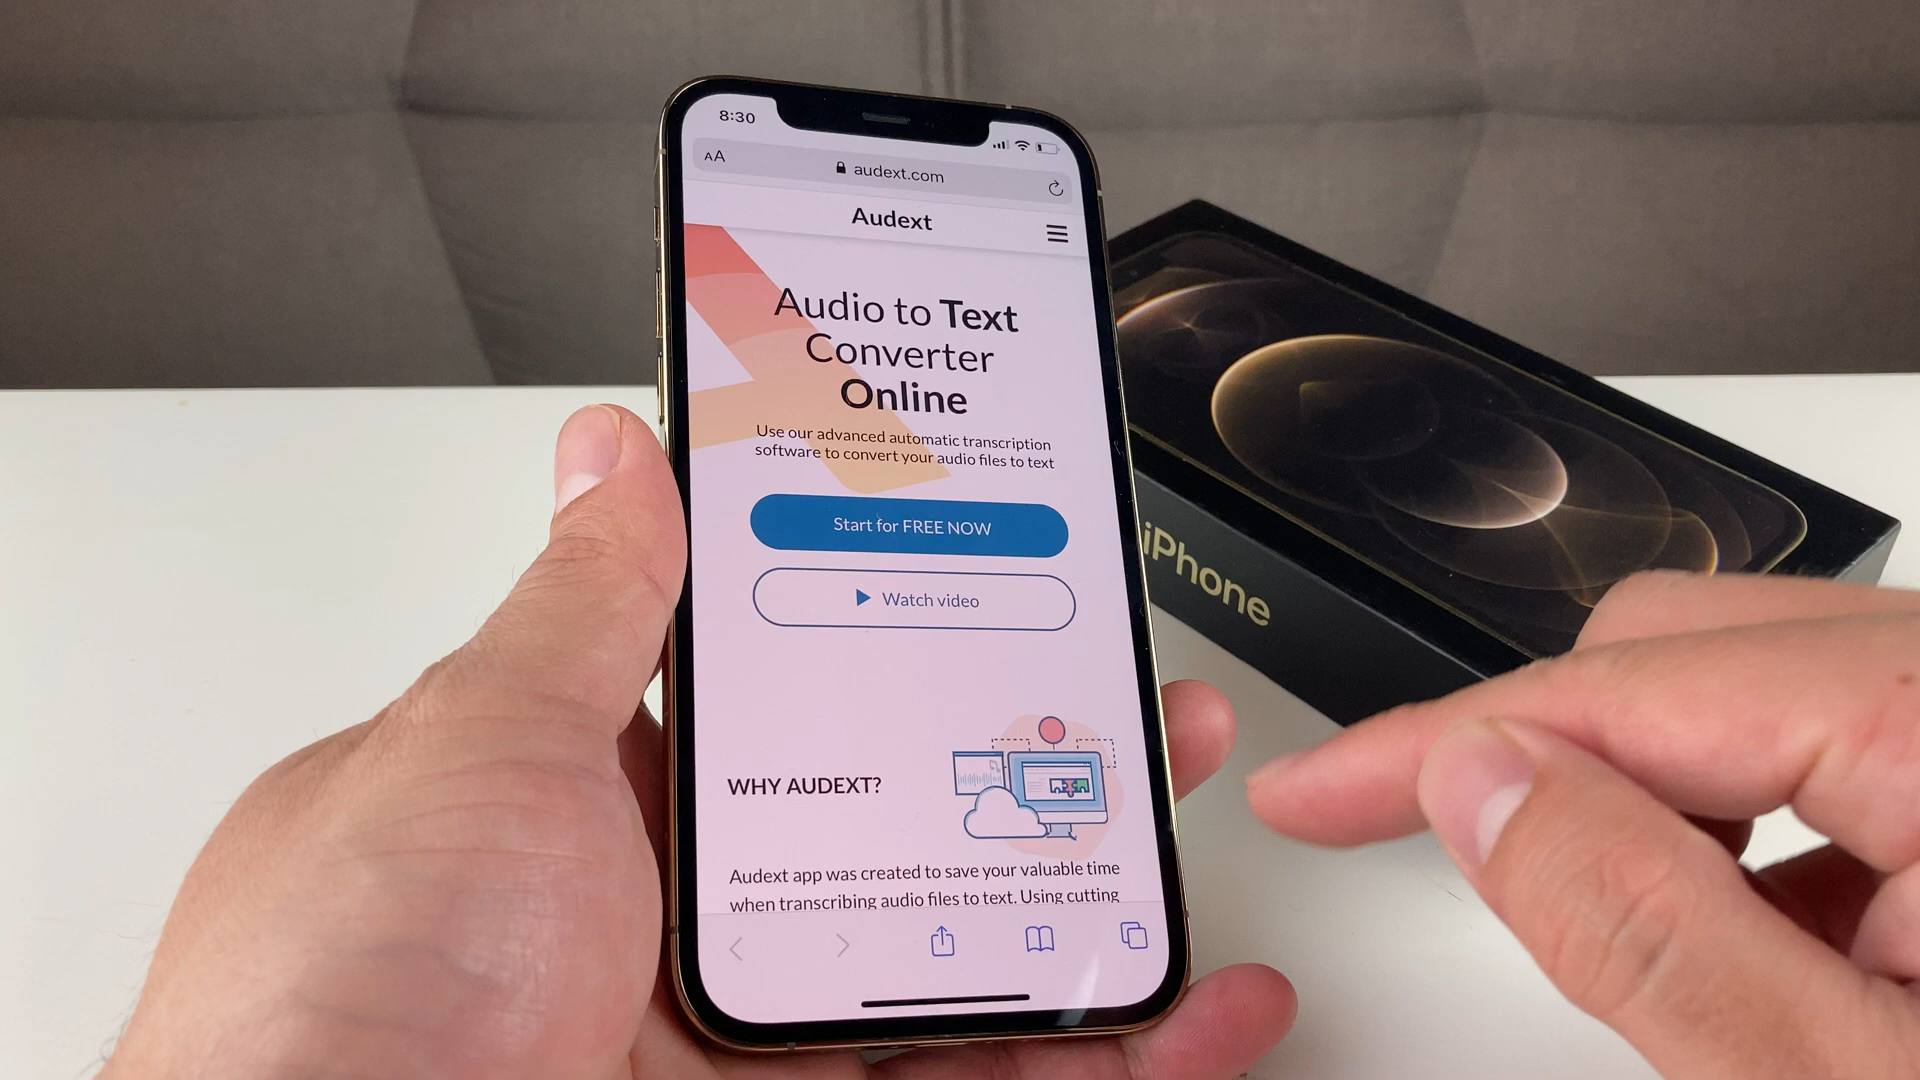 8:30
AA
audext.com
Audext
Audio to Text
Converter
Online
Use our advanced automatic transcription
software to convert your audio files to text
Start for FREE NOW
Watch video
WHY AUDEXT?
Audext app was created to save your valuable time
when transcribing audio files to text. Using cutting
iPhone